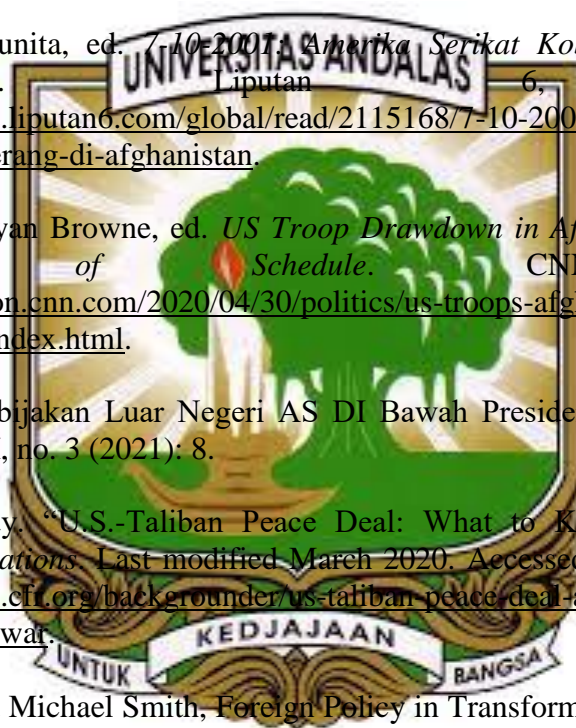 unita, ed. 7-10-2001: Amerika Serikat Ko
UNIVERSITAS ANDALAS
Liputan 6,
.liputan6.com/global/read/2115168/7-10-200
erang-di-afghanistan.
yan Browne, ed. US Troop Drawdown in Af
of Schedule. CN
on.cnn.com/2020/04/30/politics/us-troops-afg
ndex.html.
bijakan Luar Negeri AS DI Bawah Preside
, no. 3 (2021): 8.
y. “U.S.-Taliban Peace Deal: What to K
ations. Last modified March 2020. Accessed
.cfr.org/backgrounder/us-taliban-peace-deal-a
war.
KEDJAJAAN
UNTUK BANGSA
Michael Smith, Foreign Policy in Transform